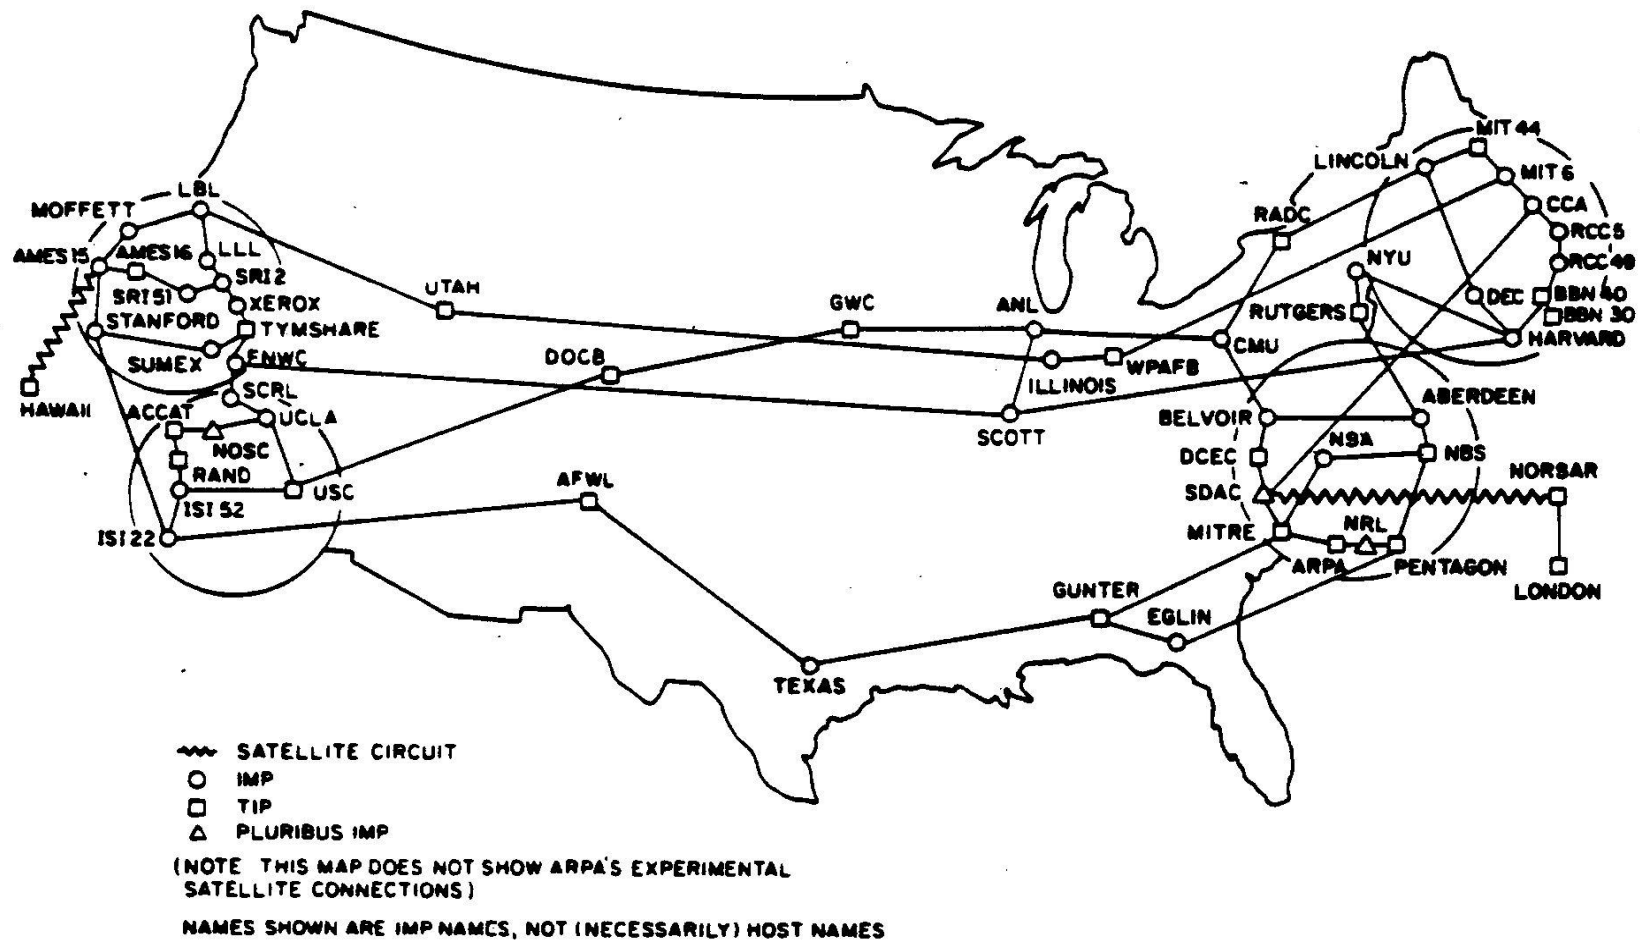 MIT 44
LINCOLN
MIT 6
LBL
CCA
MOFFETT
RADC
RCC 5
AMES 15
AMES 16
LLL
NYU
RCC 49
SRI 2
SRI 51
UTAH
DEC
BBN 40
XEROX
GWC
ANL
RUTGERS
BBN 30
STANFORD
TYMSHARE
HARVARD
CMU
SUMEX
FNWC
DOCB
WPAFB
ILLINOIS
HAWAII
SCRL
ABERDEEN
ACCAT
UCLA
BELVOIR
SCOTT
NOSC
NSA
NBS
DCEC
RAND
AFWL
NORSAR
USC
SDAC
ISI 52
NRL
MITRE
ISI 22
ARPA
PENTAGON
GUNTER
LONDON
EGLIN
TEXAS
SATELLITE CIRCUIT
IMP
TIP
PLURIBUS IMP
(NOTE THIS MAP DOES NOT SHOW ARPA'S EXPERIMENTAL
SATELLITE CONNECTIONS)
NAMES SHOWN ARE IMP NAMES, NOT (NECESSARILY) HOST NAMES